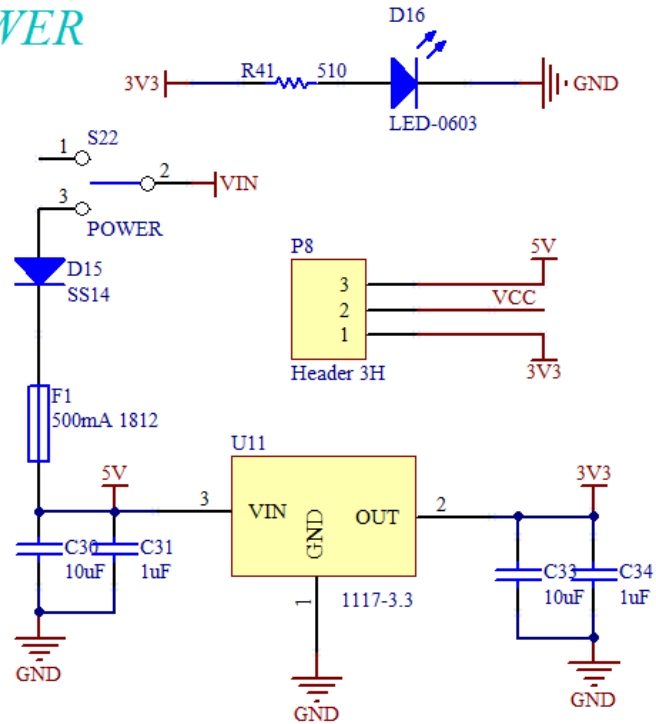 WER
D16
3V3
R41
510
GND
LED-0603
1
S22
2
VIN
3
POWER
D15
SS14
P8
5V
3
2
VCC
1
Header 3H
3V3
F1
500mA 1812
U11
5V
3
VIN
GND
OUT
2
3V3
C30
10uF
C31
1uF
C33
10uF
C34
1uF
1
1117-3.3
GND
GND
GND